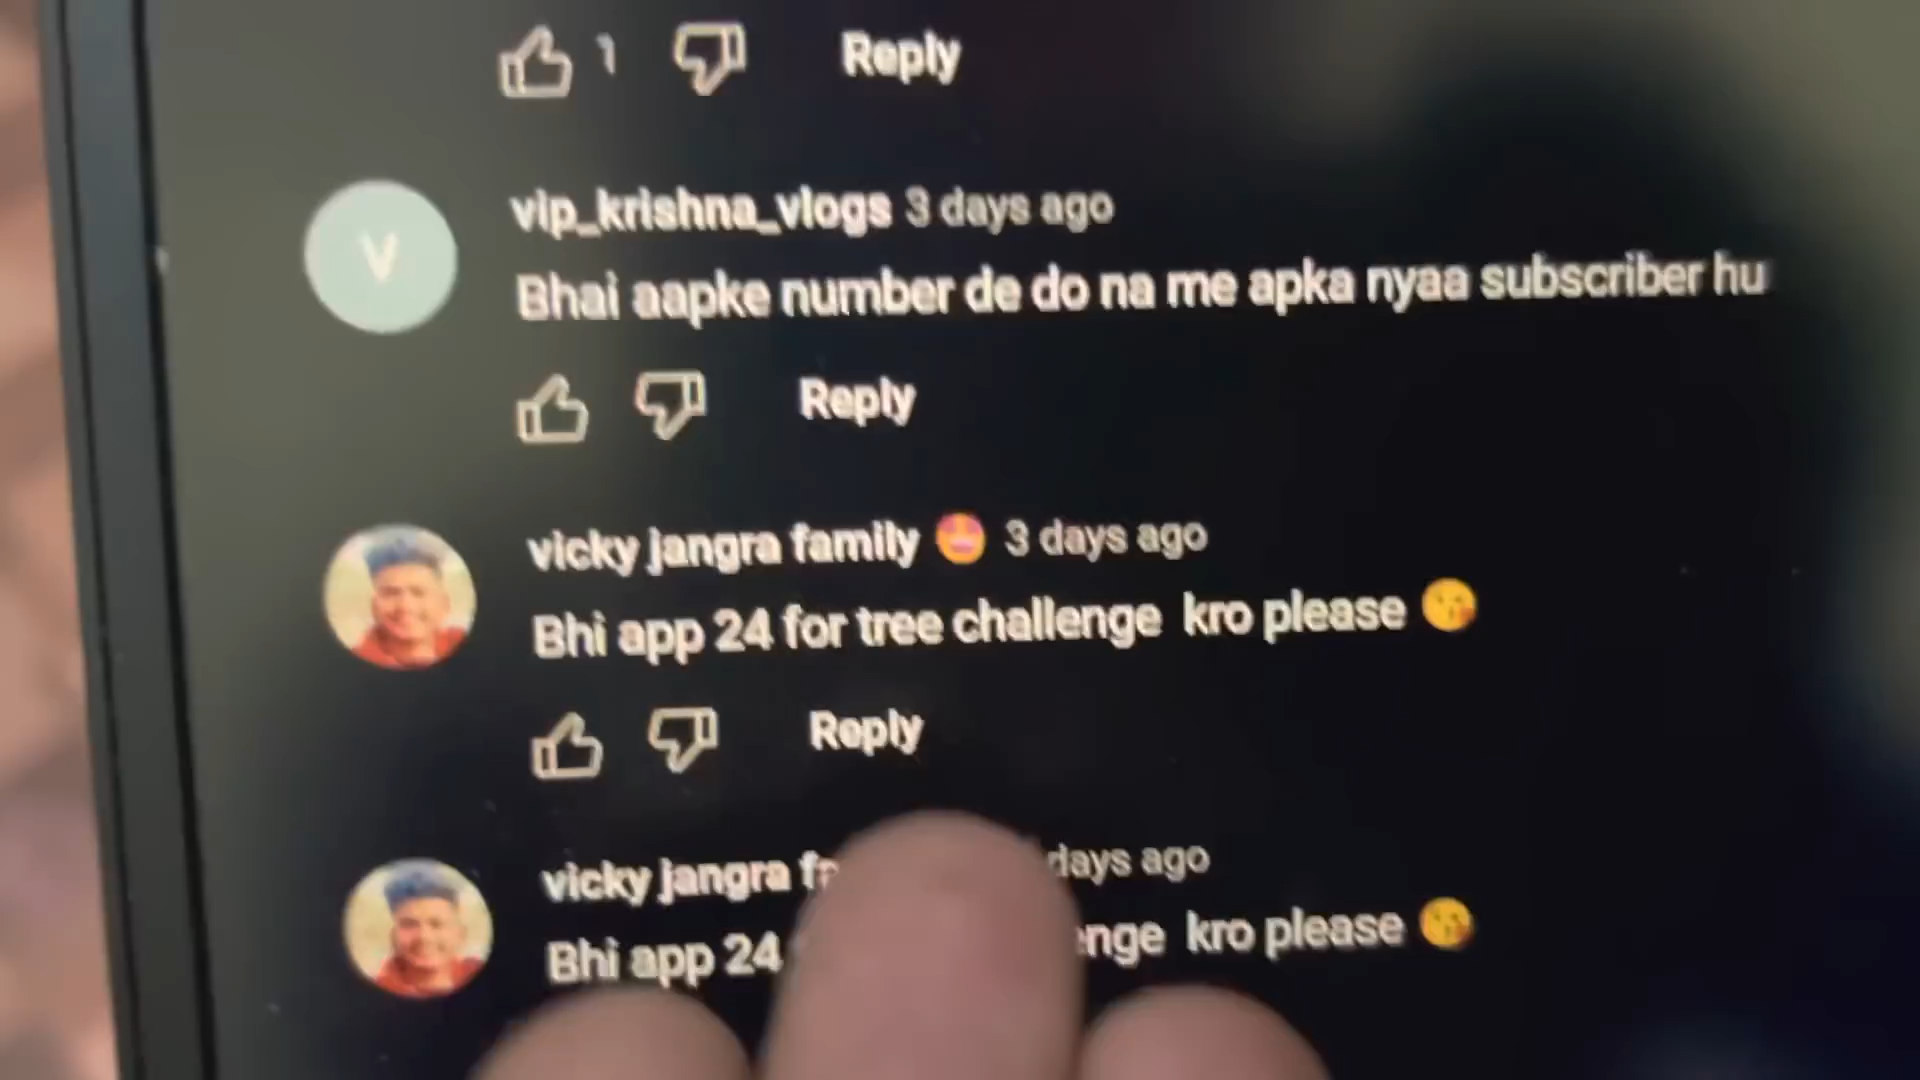 1 Reply
V
vip_krishna_vlogs 3 days ago
Bhai aapke number de do na me apka nyaa subscriber hu
Reply
vicky jangra family 🤩 3 days ago
Bhi app 24 for tree challenge kro please 😘
Reply
vicky jangra days ago
Bhi app 24 kro please 😘